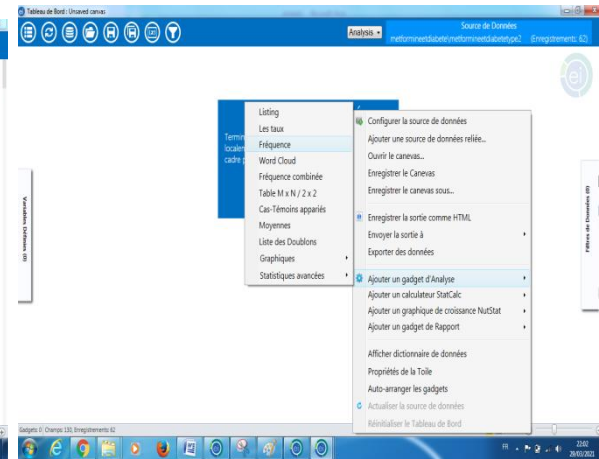 Tableau de Bord : Unsaved canvas
Analysis
Source de Données
metformineetdiabete\metformineetdiabetetype2 (Enregistrements: 62)
ei
Termin
localem
cadre p
Listing
Les taux
Fréquence
Word Cloud
Fréquence combinée
Table M x N / 2 x 2
Cas-Témoins appariés
Moyennes
Liste des Doublons
Graphiques
Statistiques avancées
Configurer la source de données
Ajouter une source de données reliée...
Ouvrir le canevas...
Enregistrer le Canevas
Enregistrer le canevas sous...
Enregistrer la sortie comme HTML
Envoyer la sortie à
Exporter des données
Ajouter un gadget d'Analyse
Ajouter un calculateur StatCalc
Ajouter un graphique de croissance NutStat
Ajouter un gadget de Rapport
Afficher dictionnaire de données
Propriétés de la Toile
Auto-arranger les gadgets
Actualiser la source de données
Réinitialiser le Tableau de Bord
Variables Définies (0)
Filtres de Données (0)
Gadgets: 0, Champs: 130, Enregistrements: 62
FR
22:02
29/03/2021